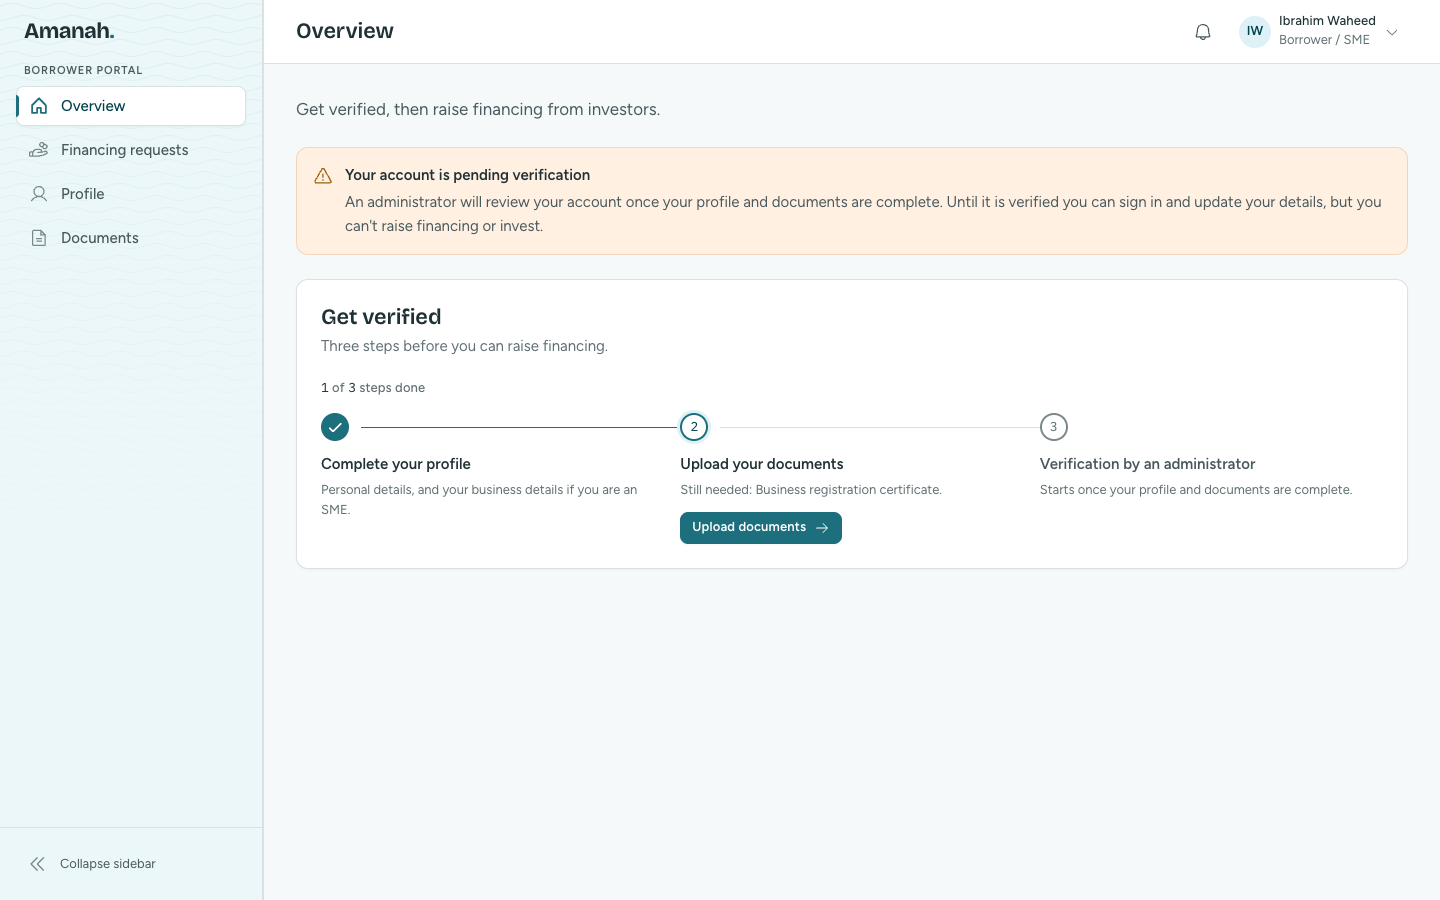 Amanah.
BORROWER PORTAL
Overview
Financing requests
Profile
Documents
Collapse sidebar
Overview
IW
Ibrahim Waheed
Borrower / SME
Get verified, then raise financing from investors.
Your account is pending verification
An administrator will review your account once your profile and documents are complete. Until it is verified you can sign in and update your details, but you
can't raise financing or invest.
Get verified
Three steps before you can raise financing.
1 of 3 steps done
Complete your profile
Personal details, and your business details if you are an
SME.
2
Upload your documents
Still needed: Business registration certificate.
Upload documents
3
Verification by an administrator
Starts once your profile and documents are complete.